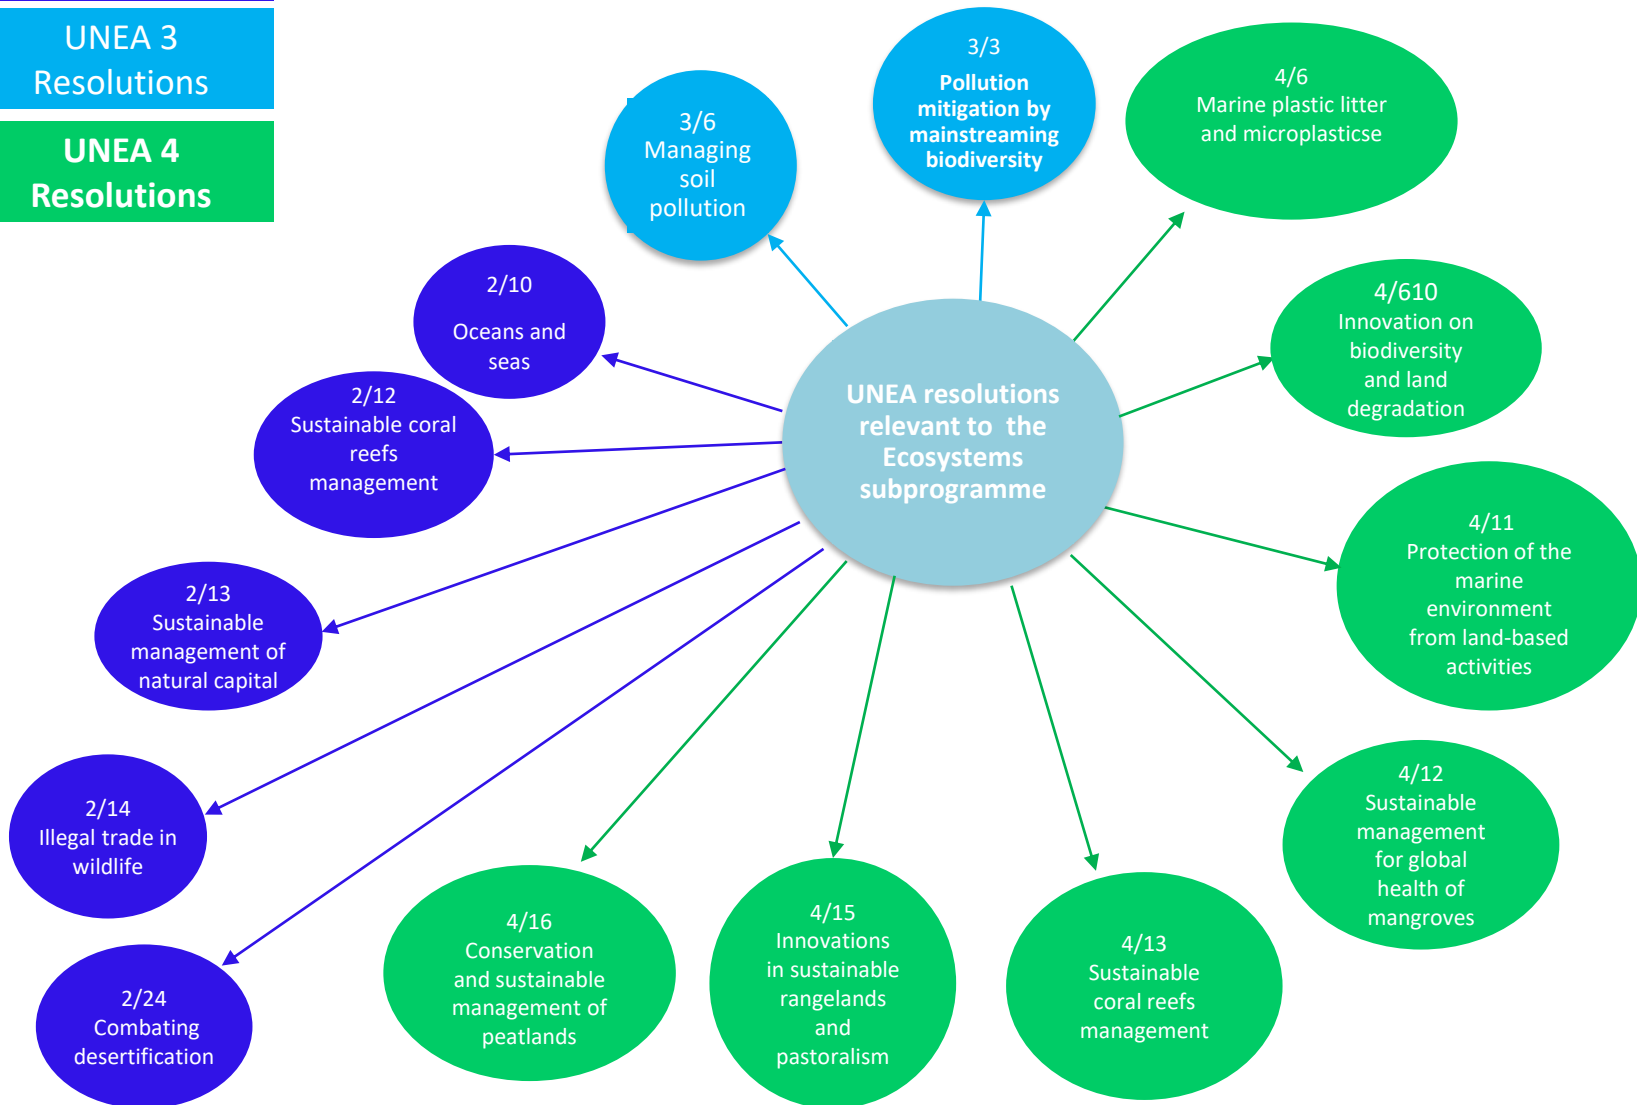 UNEA 3
Resolutions
UNEA 4
Resolutions
3/3
Pollution
mitigation by
mainstreaming
biodiversity
4/6
Marine plastic litter
and microplasticse
3/6
Managing
soil
pollution
2/10
Oceans and
seas
4/610
Innovation on
biodiversity
and land
degradation
2/12
Sustainable coral
reefs
management
UNEA resolutions
relevant to the
Ecosystems
subprogramme
4/11
Protection of the
marine
environment
from land-based
activities
2/13
Sustainable
management of
natural capital
4/12
Sustainable
management
for global
health of
mangroves
2/14
Illegal trade in
wildlife
4/16
Conservation
and sustainable
management of
peatlands
4/15
Innovations
in sustainable
rangelands
and
pastoralism
4/13
Sustainable
coral reefs
management
2/24
Combating
desertification